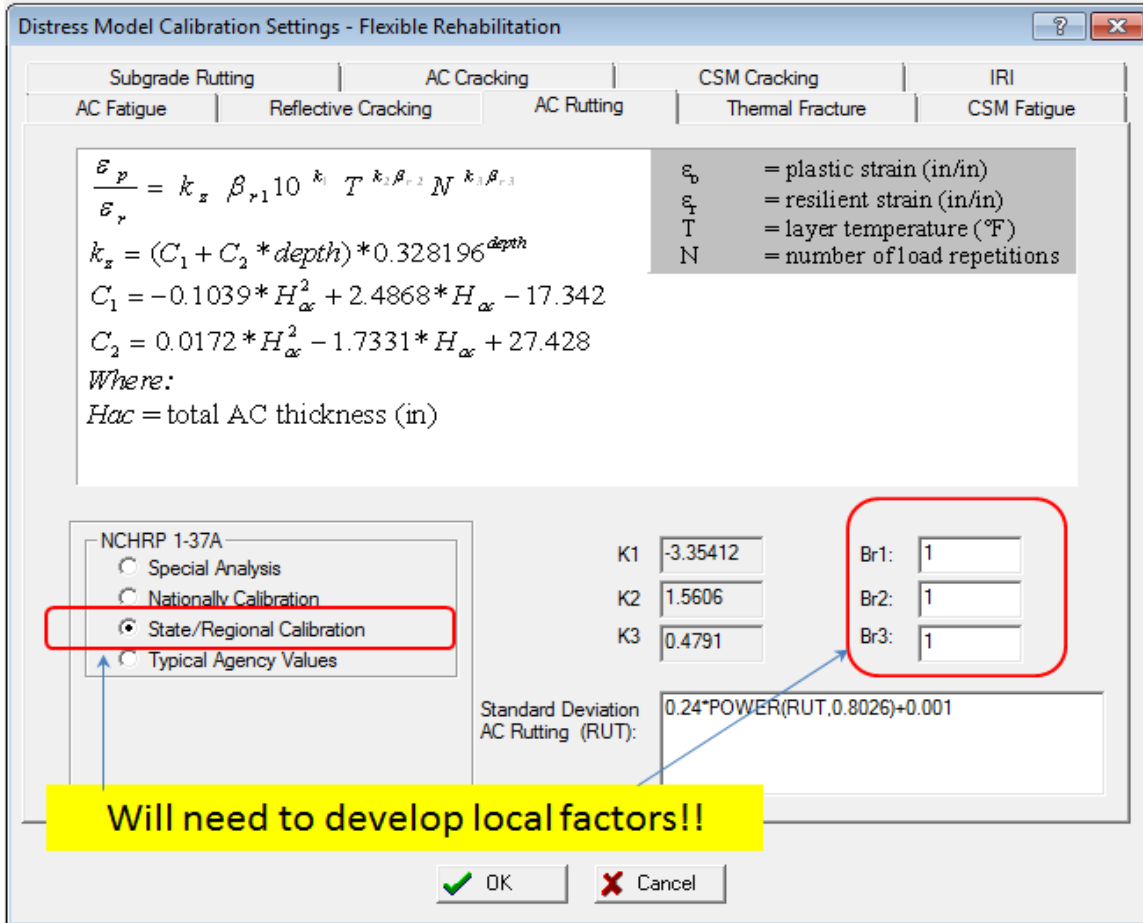 Distress Model Calibration Settings - Flexible Rehabilitation
Subgrade Rutting AC Cracking CSM Cracking IRI
AC Fatigue Reflective Cracking AC Rutting Thermal Fracture CSM Fatigue
ε_p / ε_r = k_z β_r1 10^k_1 T^k_2 β_r2 N^k_3 β_r3
k_z = (C_1 + C_2 * depth) * 0.328196^depth
C_1 = -0.1039 * H_ac^2 + 2.4868 * H_ac - 17.342
C_2 = 0.0172 * H_ac^2 - 1.7331 * H_ac + 27.428
Where:
Hac = total AC thickness (in)
ε_p = plastic strain (in/in)
ε_r = resilient strain (in/in)
T = layer temperature (°F)
N = number of load repetitions
NCHRP 1-37A
Special Analysis
Nationally Calibration
State/Regional Calibration
Typical Agency Values
K1 -3.35412 Br1: 1
K2 1.5606 Br2: 1
K3 0.4791 Br3: 1
Standard Deviation
AC Rutting (RUT):
0.24*POWER(RUT,0.8026)+0.001
Will need to develop local factors!!
OK Cancel